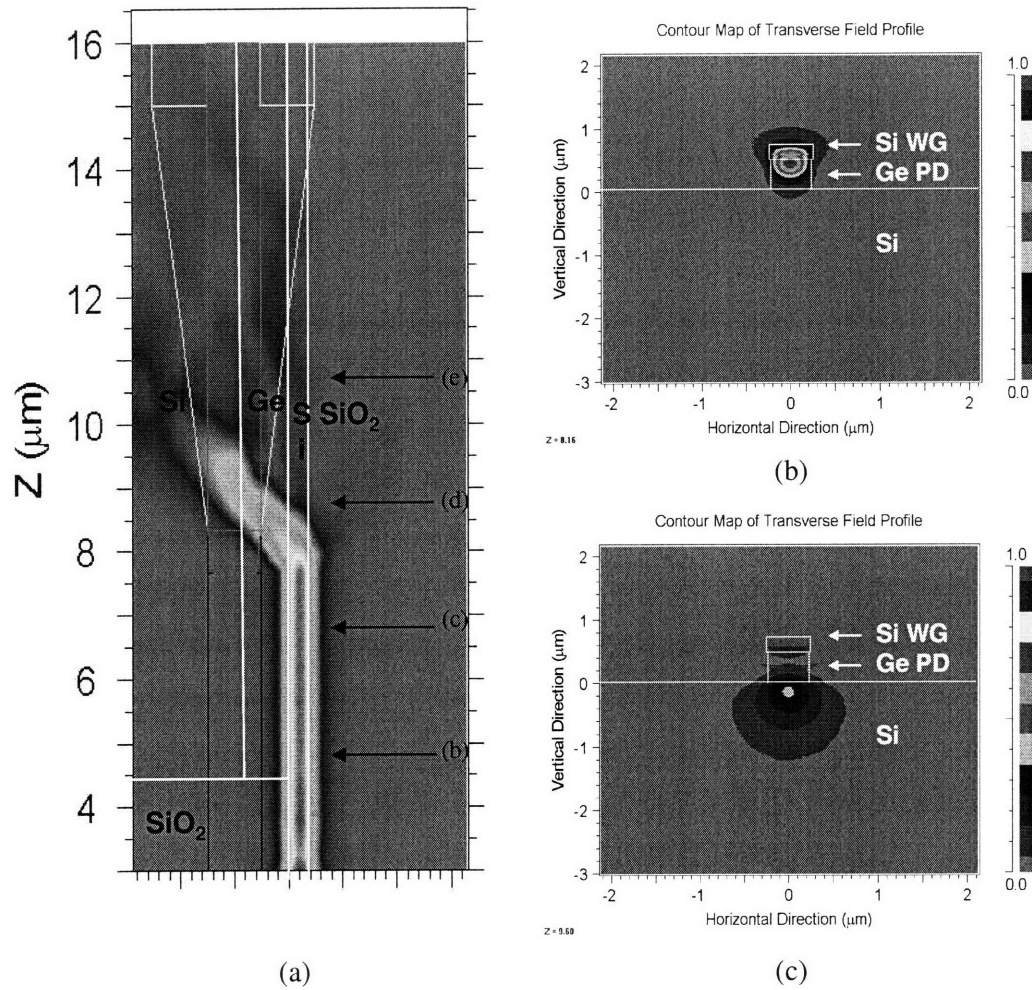 16
14
12
10
8
6
4
Z (μm)
Si
Ge
S
i
SiO2
SiO2
(e)
(d)
(c)
(b)
(a)
Contour Map of Transverse Field Profile
2
1
0
-1
-2
-3
Vertical Direction (μm)
Si WG
Ge PD
Si
1.0
0.0
-2
-1
0
1
2
Horizontal Direction (μm)
Z = 8.16
(b)
Contour Map of Transverse Field Profile
2
1
0
-1
-2
-3
Vertical Direction (μm)
Si WG
Ge PD
Si
1.0
0.0
-2
-1
0
1
2
Horizontal Direction (μm)
Z = 9.60
(c)